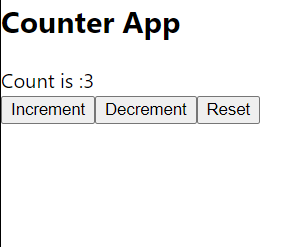 Counter App
Count is :3
Increment Decrement Reset